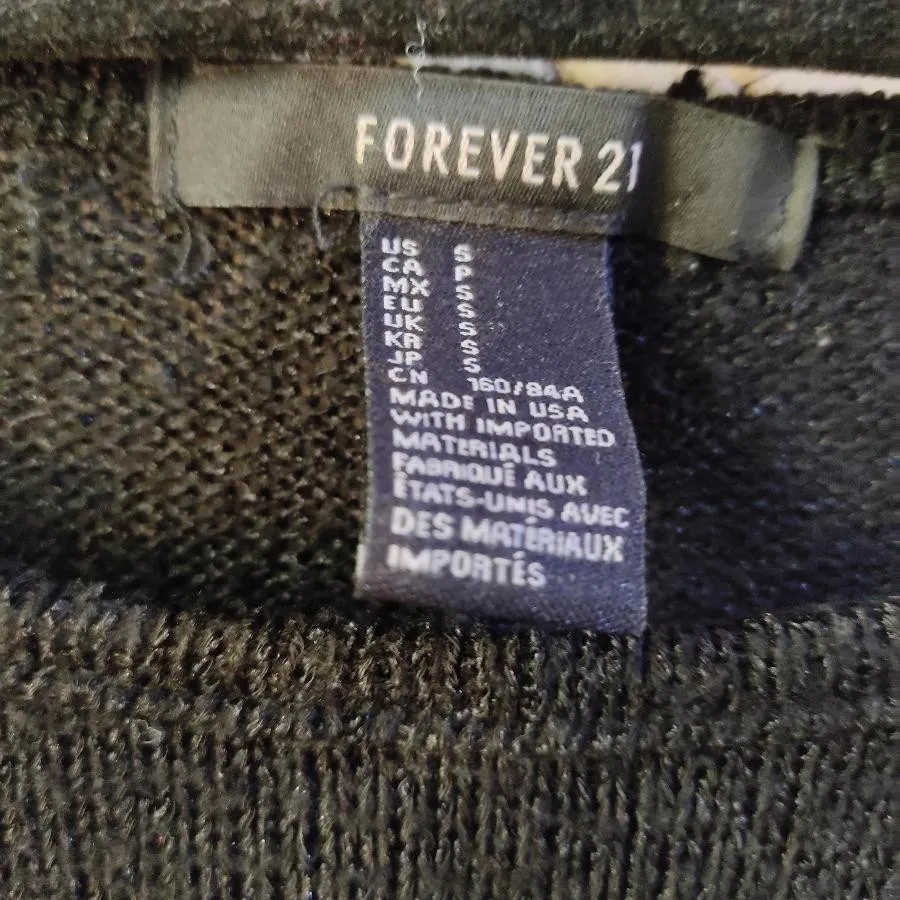 FOREVER 21
US S
CA P
MX S
EU S
UK S
KR S
JP S
CN 160/84A
MADE IN USA
WITH IMPORTED
MATERIALS
FABRIQUÉ AUX
ÉTATS-UNIS AVEC
DES MATÉRIAUX
IMPORTÉS